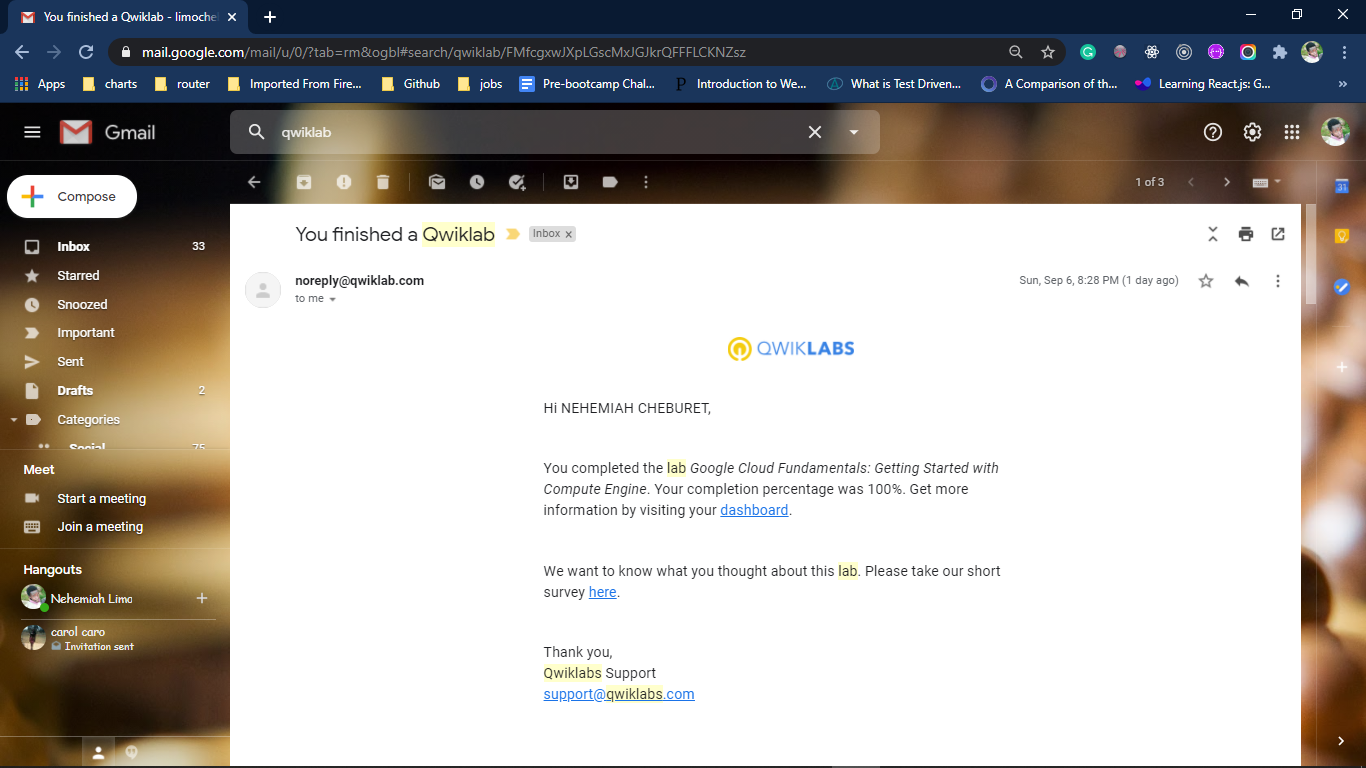 You finished a Qwiklab - limochel
mail.google.com/mail/u/0/?tab=rm&ogbl#search/qwiklab/FMfcgxwJXpLGscMxJGJkrQFFFLCKNZsz
Apps charts router Imported From Fire... Github jobs Pre-bootcamp Chal... Introduction to We... What is Test Driven... A Comparison of th... Learning React.js: G... »
Gmail
qwiklab
Compose
1 of 3
31
You finished a Qwiklab
Inbox x
Inbox 33
Starred
Snoozed
Important
Sent
Drafts 2
Categories
Social 75
Meet
Start a meeting
Join a meeting
Hangouts
Nehemiah Limo
carol caro
Invitation sent
noreply@qwiklab.com
to me
Sun, Sep 6, 8:28 PM (1 day ago)
QWIKLABS
Hi NEHEMIAH CHEBURET,
You completed the lab Google Cloud Fundamentals: Getting Started with
Compute Engine. Your completion percentage was 100%. Get more
information by visiting your dashboard.
We want to know what you thought about this lab. Please take our short
survey here.
Thank you,
Qwiklabs Support
support@qwiklabs.com